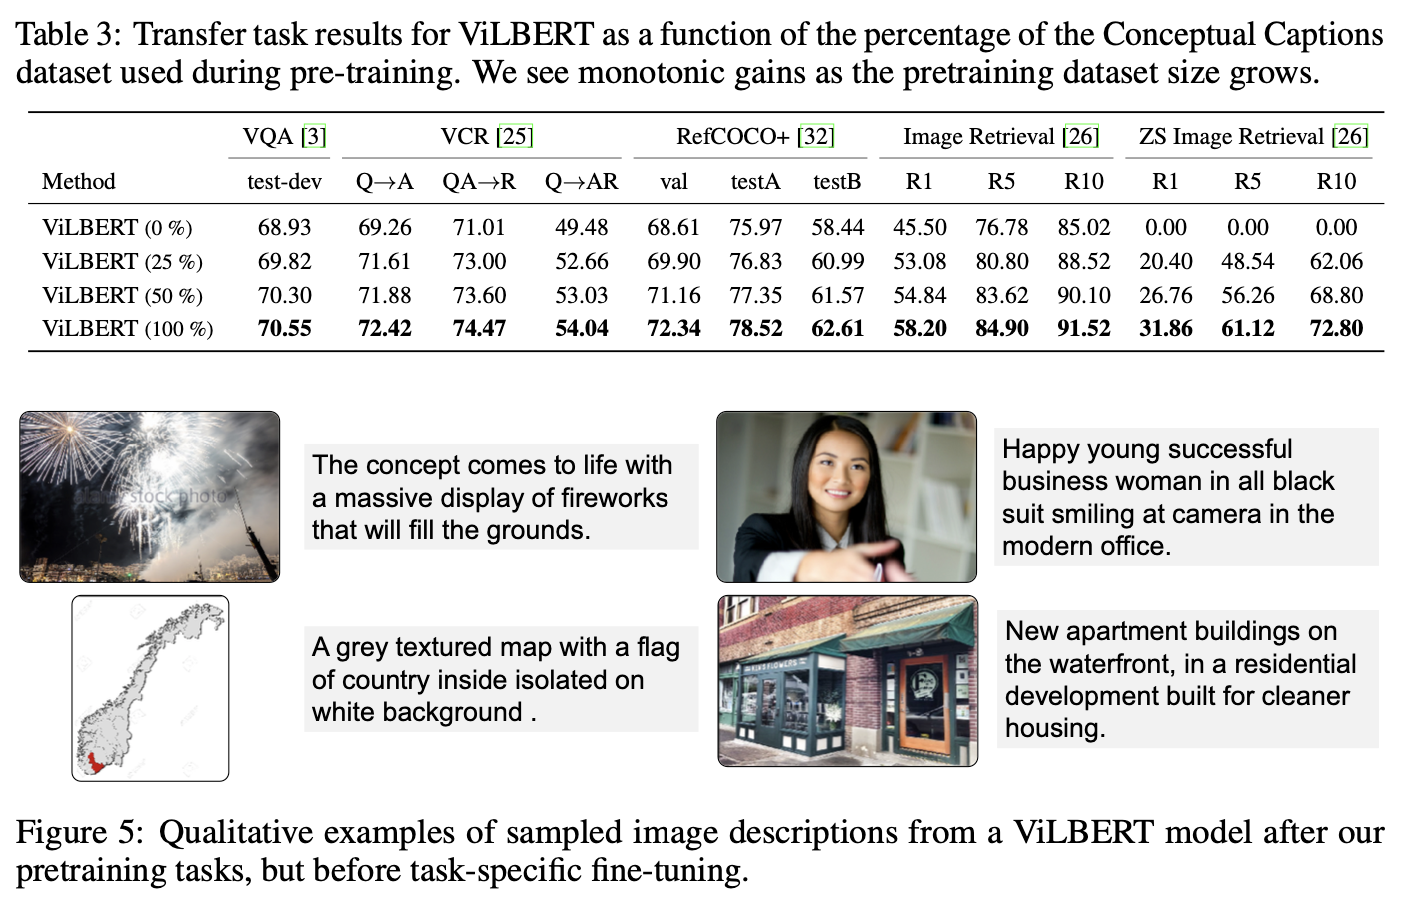 Table 3: Transfer task results for ViLBERT as a function of the percentage of the Conceptual Captions
dataset used during pre-training. We see monotonic gains as the pretraining dataset size grows.
VQA [3] VCR [25] RefCOCO+ [32] Image Retrieval [26] ZS Image Retrieval [26]
Method test-dev Q→A QA→R Q→AR val testA testB R1 R5 R10 R1 R5 R10
ViLBERT (0 %) 68.93 69.26 71.01 49.48 68.61 75.97 58.44 45.50 76.78 85.02 0.00 0.00 0.00
ViLBERT (25 %) 69.82 71.61 73.00 52.66 69.90 76.83 60.99 53.08 80.80 88.52 20.40 48.54 62.06
ViLBERT (50 %) 70.30 71.88 73.60 53.03 71.16 77.35 61.57 54.84 83.62 90.10 26.76 56.26 68.80
ViLBERT (100 %) 70.55 72.42 74.47 54.04 72.34 78.52 62.61 58.20 84.90 91.52 31.86 61.12 72.80
stock photo
The concept comes to life with
a massive display of fireworks
that will fill the grounds.
Happy young successful
business woman in all black
suit smiling at camera in the
modern office.
A grey textured map with a flag
of country inside isolated on
white background .
FLOWERS
New apartment buildings on
the waterfront, in a residential
development built for cleaner
housing.
Figure 5: Qualitative examples of sampled image descriptions from a ViLBERT model after our
pretraining tasks, but before task-specific fine-tuning.